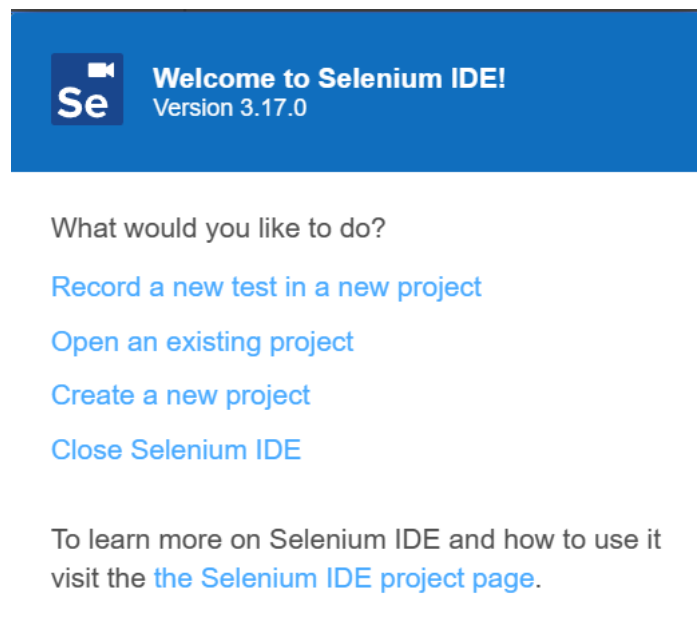 Se
Welcome to Selenium IDE!
Version 3.17.0
What would you like to do?
Record a new test in a new project
Open an existing project
Create a new project
Close Selenium IDE
To learn more on Selenium IDE and how to use it
visit the the Selenium IDE project page.